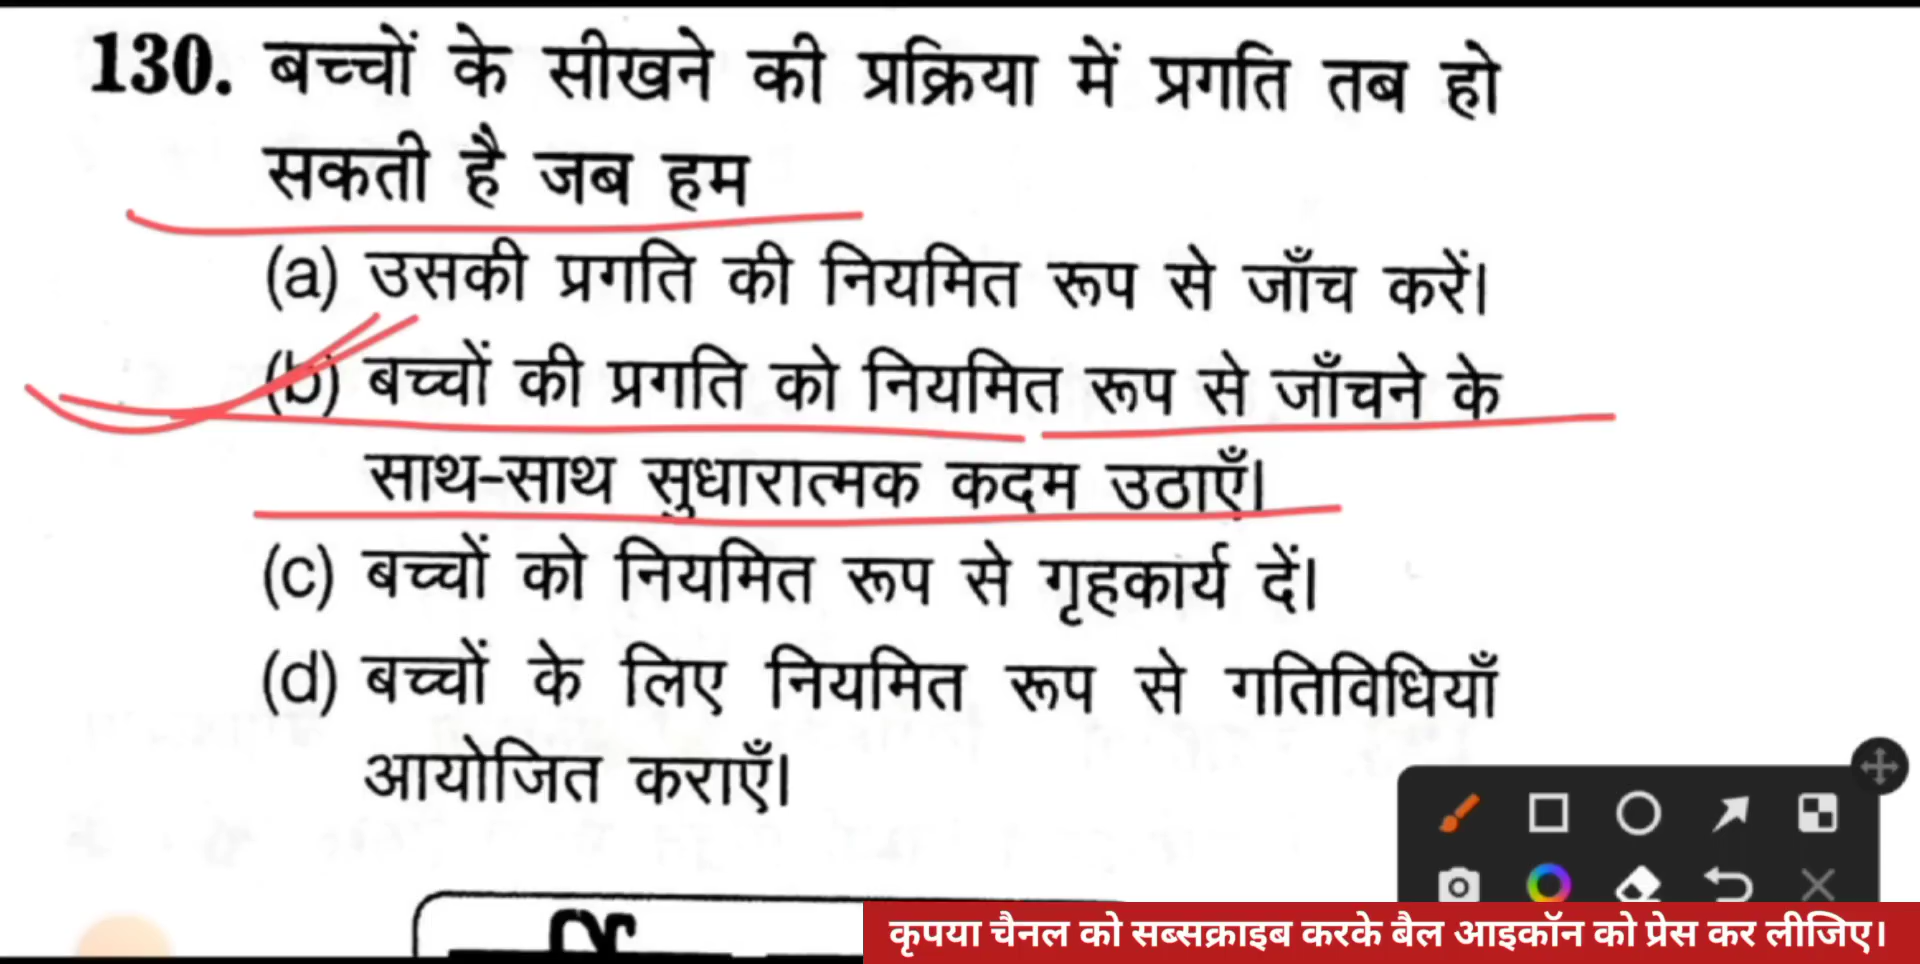 130. बच्चों के सीखने की प्रक्रिया में प्रगति तब हो
सकती है जब हम
(a) उसकी प्रगति की नियमित रूप से जाँच करें।
(b) बच्चों की प्रगति को नियमित रूप से जाँचने के
साथ-साथ सुधारात्मक कदम उठाएँ।
(c) बच्चों को नियमित रूप से गृहकार्य दें।
(d) बच्चों के लिए नियमित रूप से गतिविधियाँ
आयोजित कराएँ।
कृपया चैनल को सब्सक्राइब करके बैल आइकॉन को प्रेस कर लीजिए।